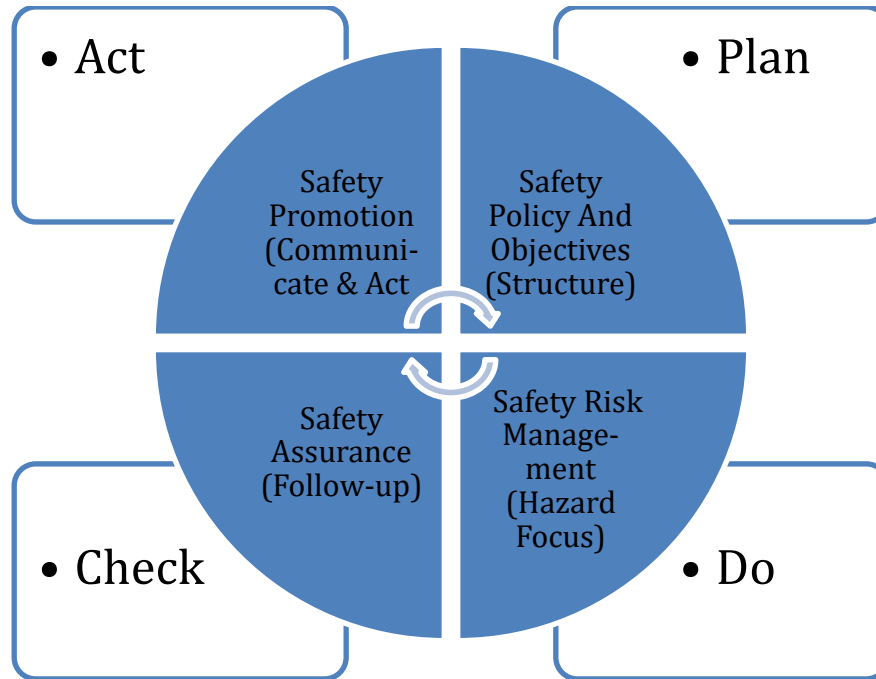 • Act
• Plan
Safety
Promotion
(Communi-
cate & Act
Safety
Policy And
Objectives
(Structure)
Safety
Assurance
(Follow-up)
Safety Risk
Manage-
ment
(Hazard
Focus)
• Check
• Do